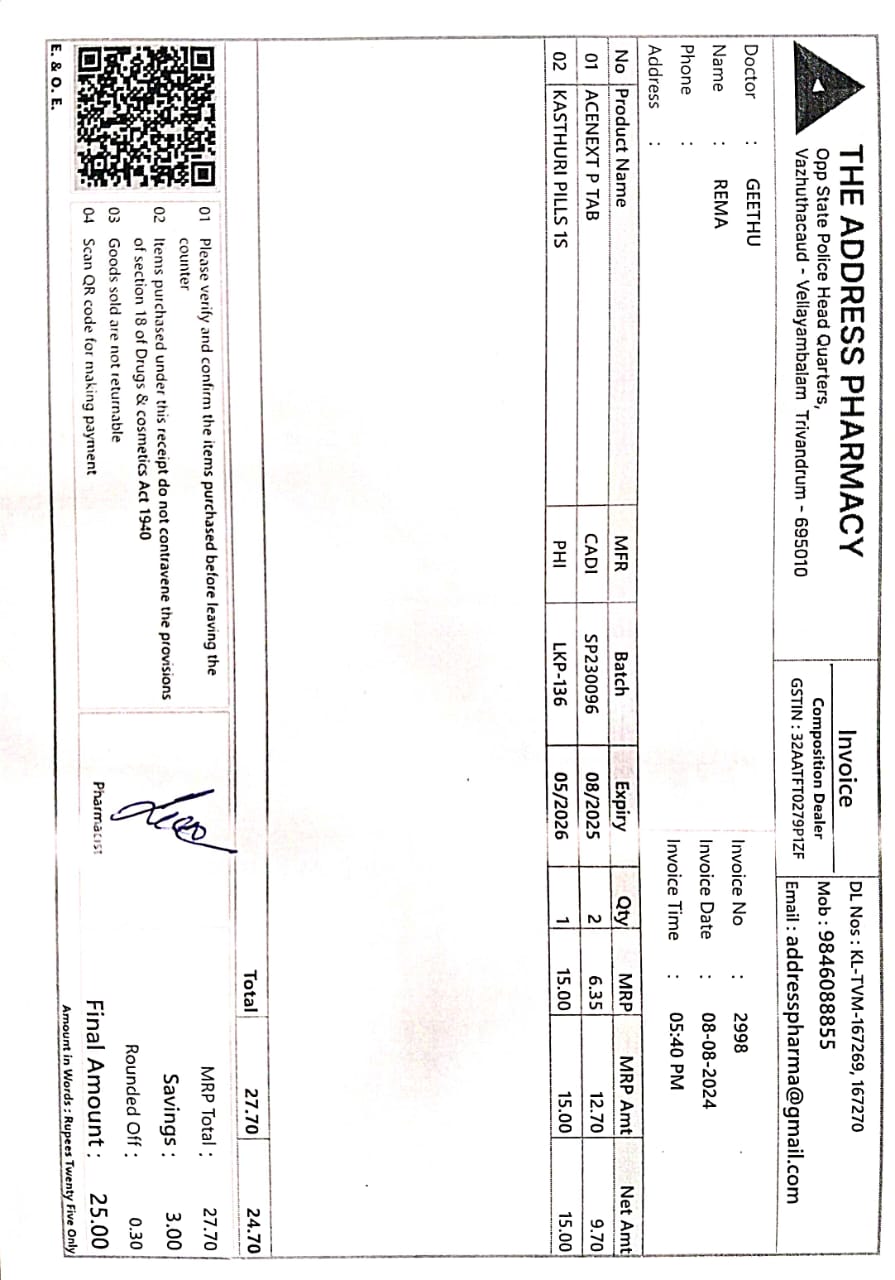 THE ADDRESS PHARMACY
Opp State Police Head Quarters,
Vazhuthacaud - Vellayambalam Trivandrum - 695010
Invoice
Composition Dealer
GSTIN : 32AATFT0279P1ZF
DL Nos : KL-TVM-167269, 167270
Mob : 9846088855
Email : addresspharma@gmail.com
Doctor : GEETHU
Name : REMA
Phone :
Address :
Invoice No : 2998
Invoice Date : 08-08-2024
Invoice Time : 05:40 PM
No Product Name MFR Batch Expiry Qty MRP MRP Amt Net Amt
01 ACENEXT P TAB CADI SP230096 08/2025 2 6.35 12.70 9.70
02 KASTHURI PILLS 1S PHI LKP-136 05/2026 1 15.00 15.00 15.00
Total 27.70 24.70
01 Please verify and confirm the items purchased before leaving the
counter
02 Items purchased under this receipt do not contravene the provisions
of section 18 of Drugs & cosmetics Act 1940
03 Goods sold are not returnable
04 Scan QR code for making payment
E. & O. E.
Pharmacist
MRP Total : 27.70
Savings : 3.00
Rounded Off : 0.30
Final Amount : 25.00
Amount in Words : Rupees Twenty Five Only